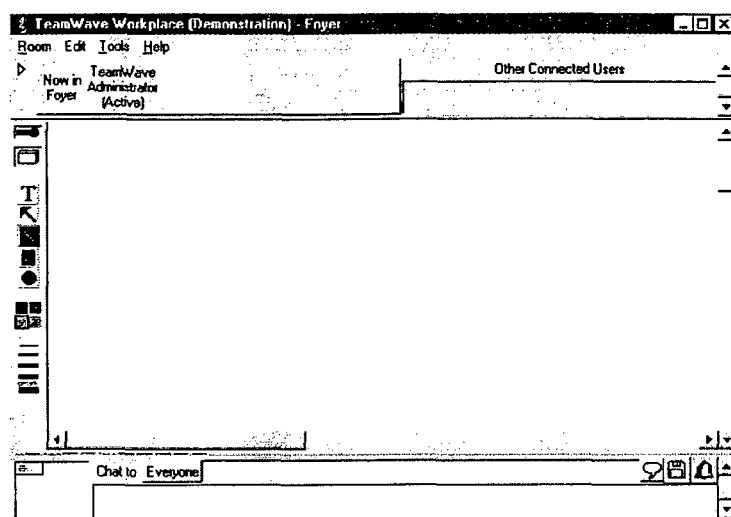 TeamWave Workplace (Demonstration) - Foyer
Room Edit Tools Help
Now in Foyer
TeamWave Administrator (Active)
Other Connected Users
T
Chat to Everyone